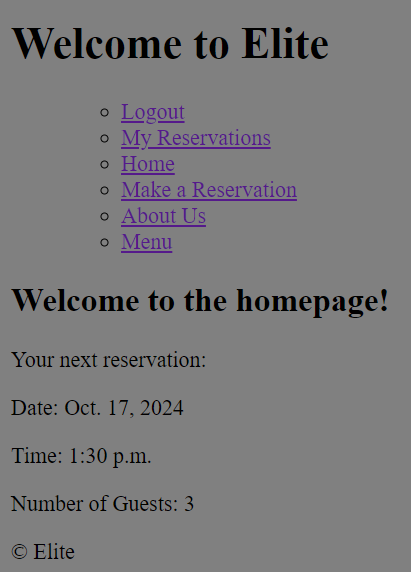 Welcome to Elite
Logout
My Reservations
Home
Make a Reservation
About Us
Menu
Welcome to the homepage!
Your next reservation:
Date: Oct. 17, 2024
Time: 1:30 p.m.
Number of Guests: 3
© Elite